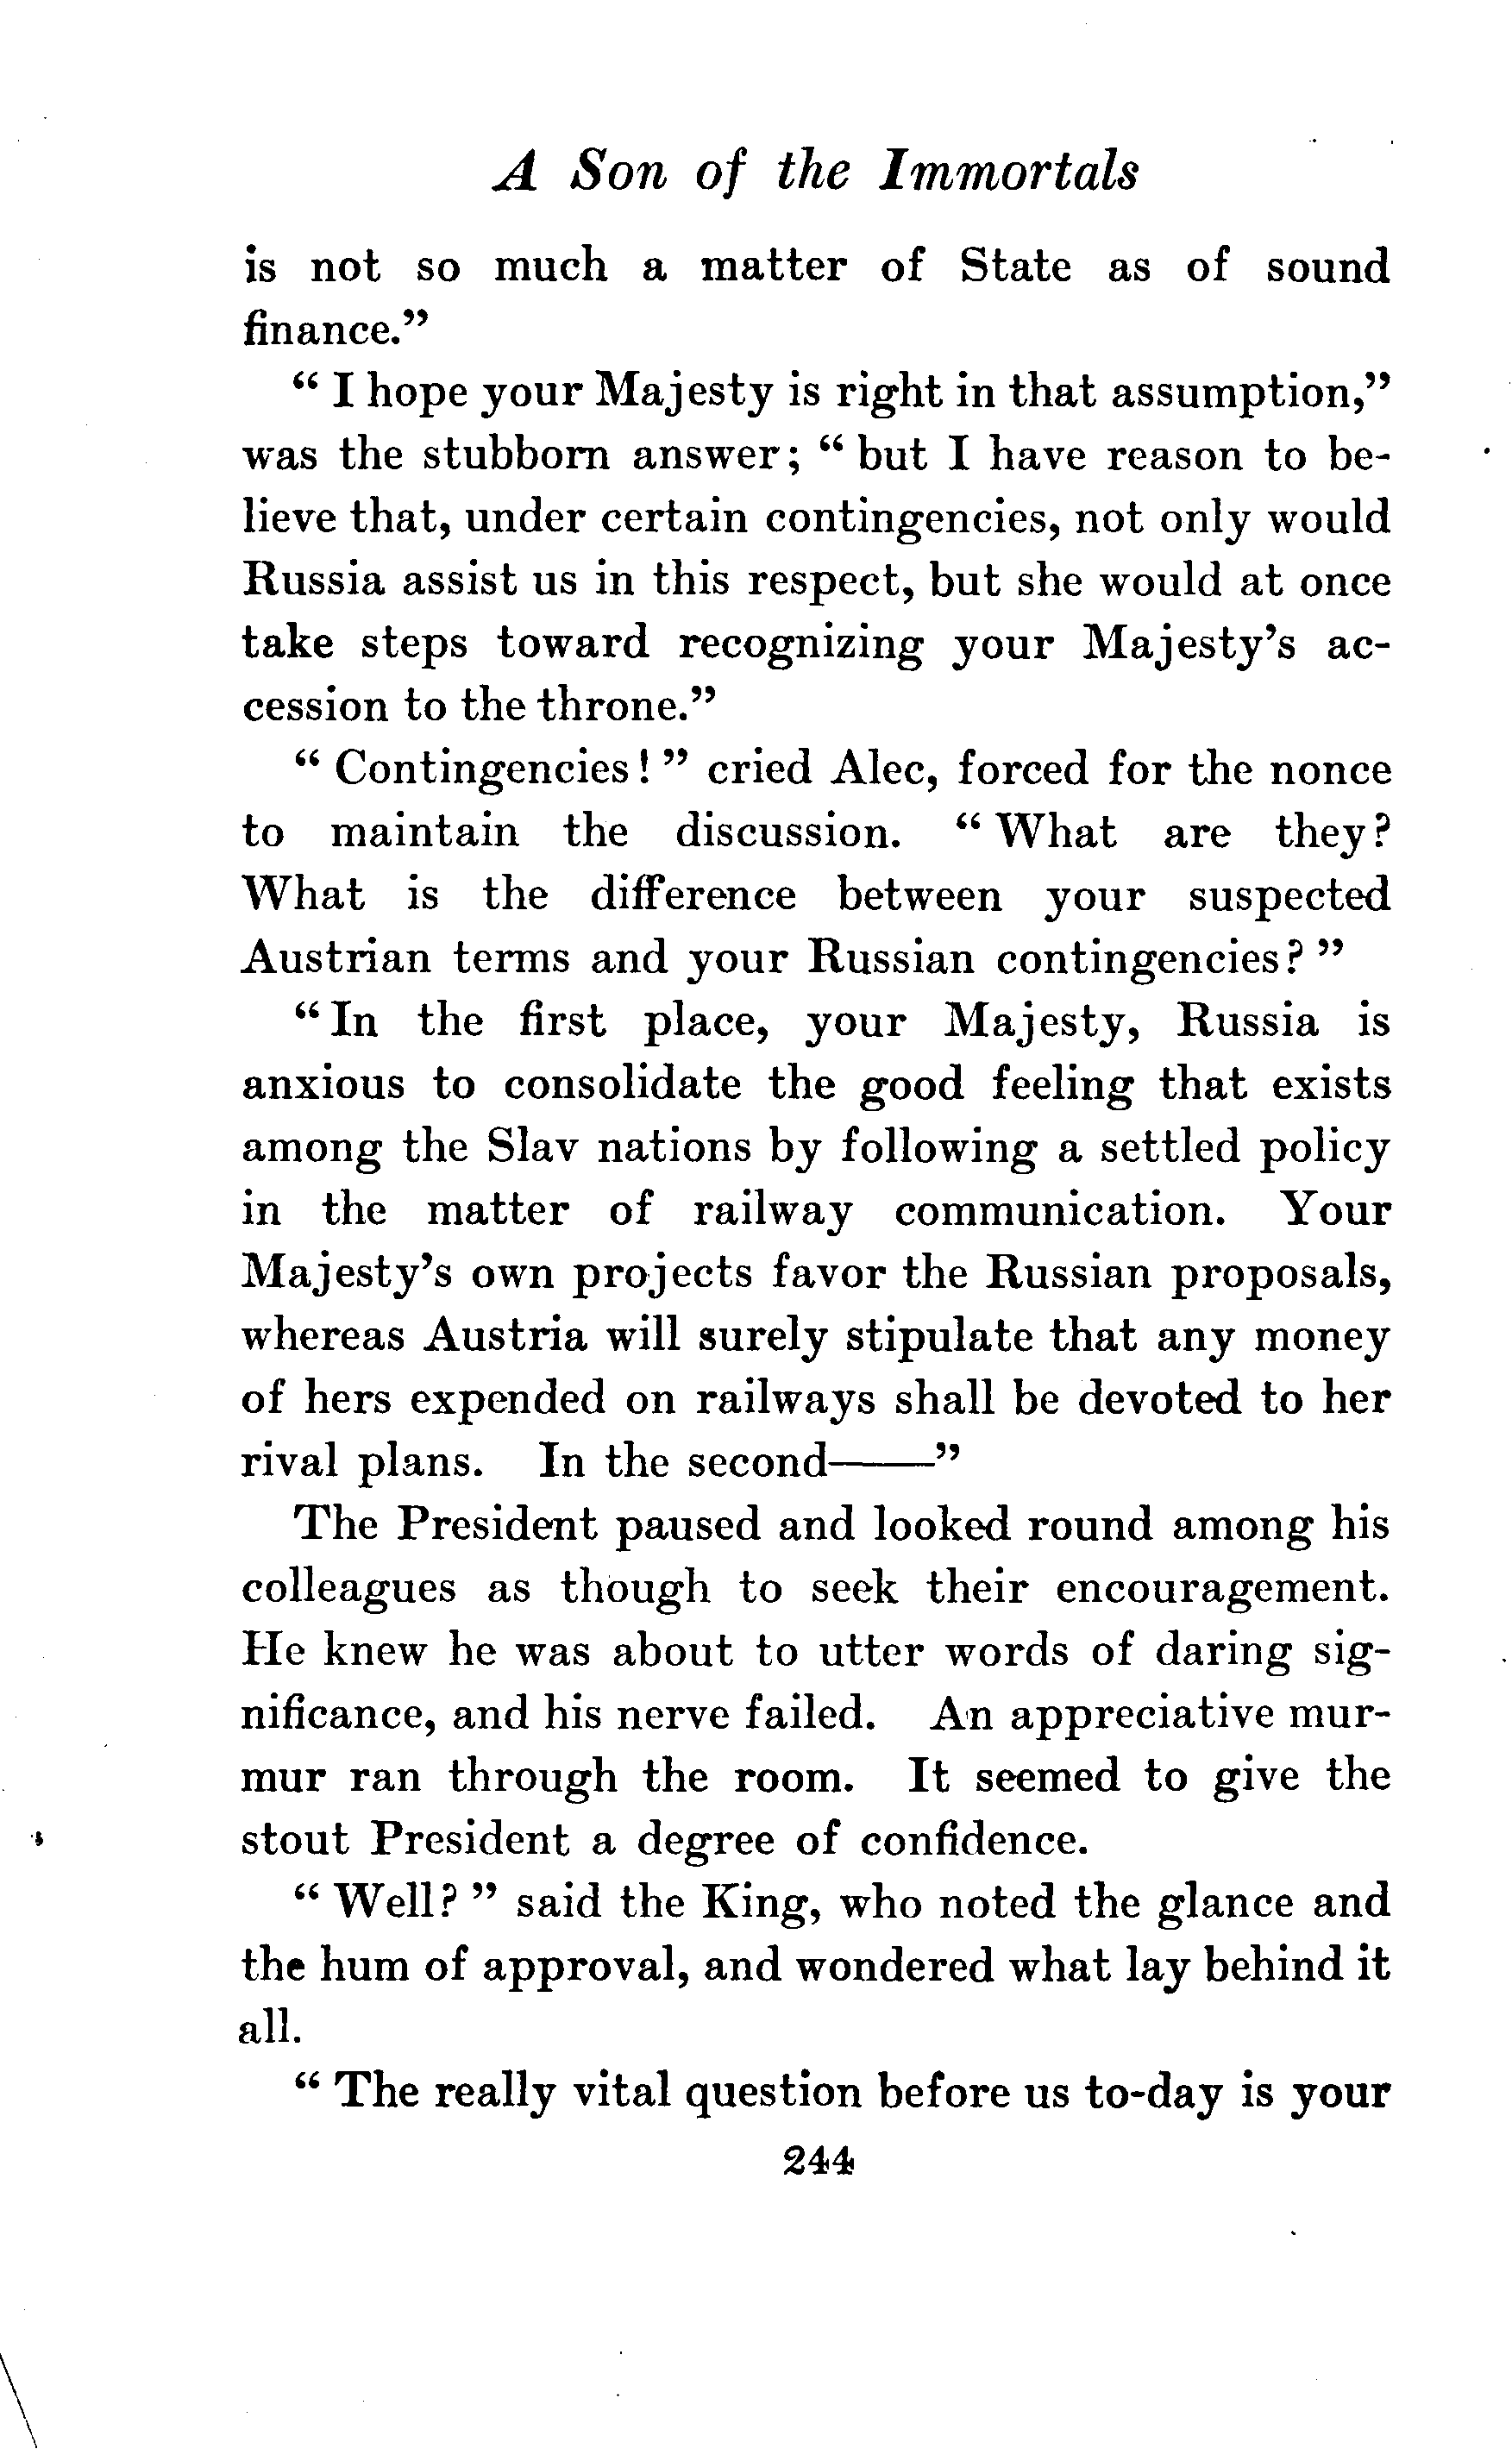 A Son of the Immortals
is not so much a matter of State as of sound
finance.”
“ I hope your Majesty is right in that assumption,”
was the stubborn answer; “ but I have reason to be-
lieve that, under certain contingencies, not only would
Russia assist us in this respect, but she would at once
take steps toward recognizing your Majesty’s ac-
cession to the throne.”
“ Contingencies! ” cried Alec, forced for the nonce
to maintain the discussion. “ What are they?
What is the difference between your suspected
Austrian terms and your Russian contingencies? ”
“ In the first place, your Majesty, Russia is
anxious to consolidate the good feeling that exists
among the Slav nations by following a settled policy
in the matter of railway communication. Your
Majesty’s own projects favor the Russian proposals,
whereas Austria will surely stipulate that any money
of hers expended on railways shall be devoted to her
rival plans. In the second——”
The President paused and looked round among his
colleagues as though to seek their encouragement.
He knew he was about to utter words of daring sig-
nificance, and his nerve failed. An appreciative mur-
mur ran through the room. It seemed to give the
stout President a degree of confidence.
“ Well? ” said the King, who noted the glance and
the hum of approval, and wondered what lay behind it
all.
“ The really vital question before us to-day is your
244